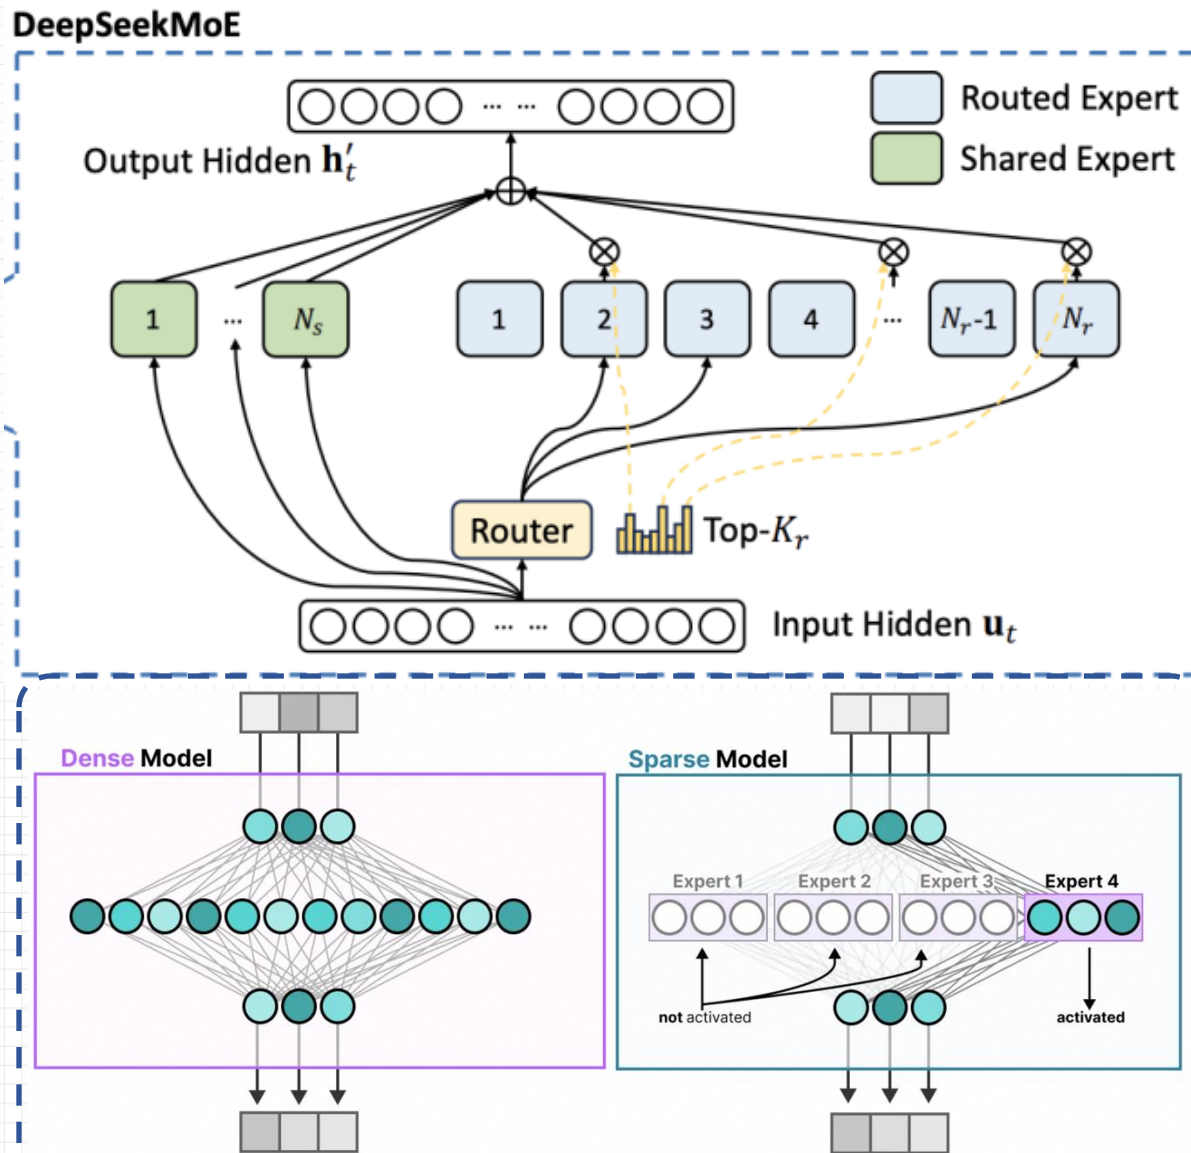 DeepSeekMoE
... ...
Routed Expert
Output Hidden h′ₜ
Shared Expert
1
...
Nₛ
1
2
3
4
...
Nᵣ-1
Nᵣ
Router
Top-Kᵣ
... ...
Input Hidden uₜ
Dense Model
Sparse Model
Expert 1
Expert 2
Expert 3
Expert 4
not activated
activated